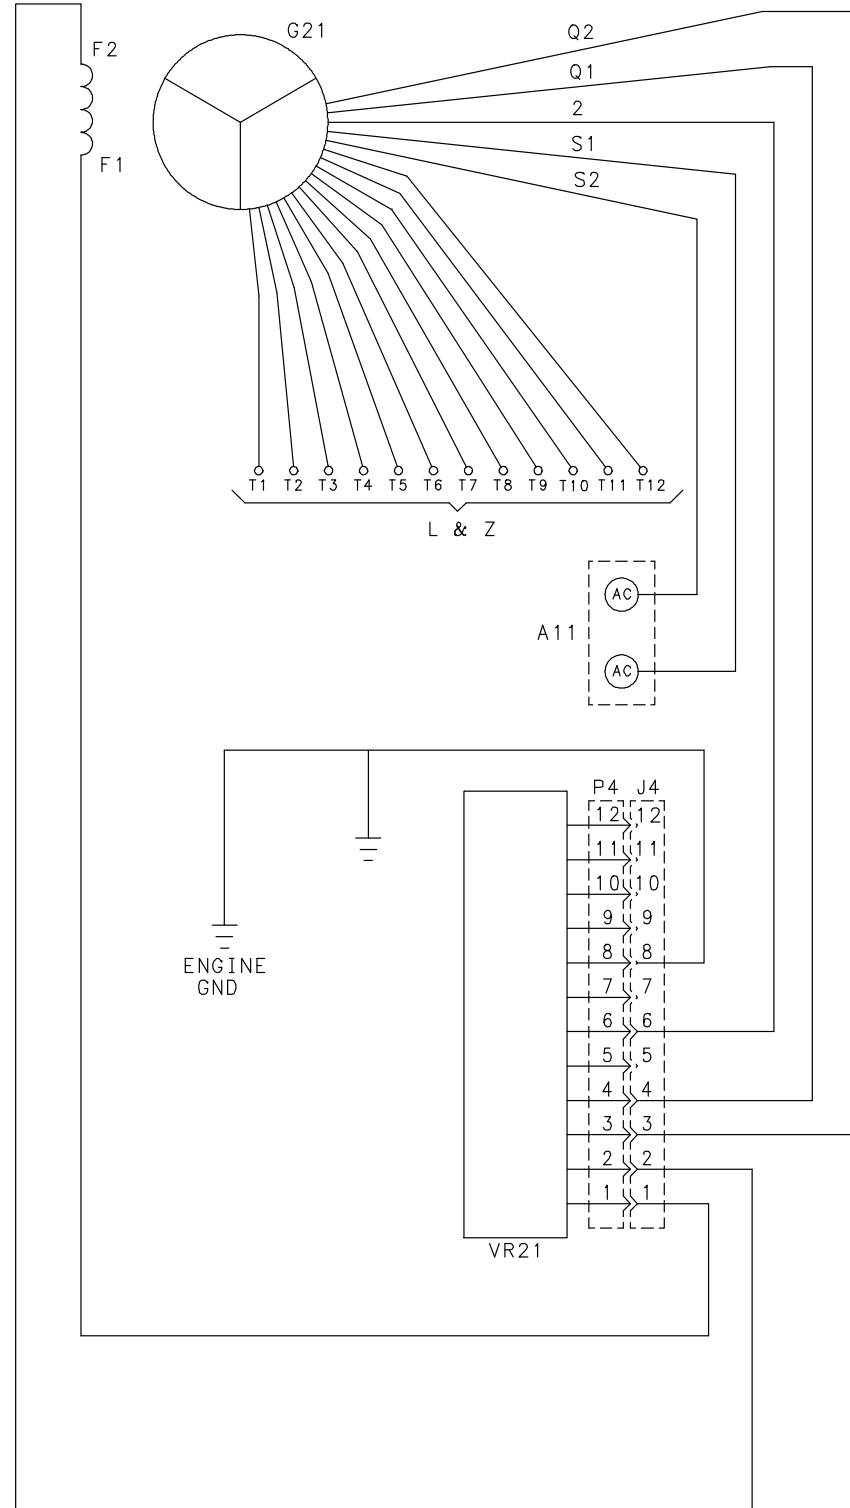 G21
Q2
F2
Q1
2
S1
F1
S2
T1 T2 T3 T4 T5 T6 T7 T8 T9 T10 T11 T12
L & Z
AC
A11
AC
P4 J4
12 12
11 11
10 10
9 9
8 8
ENGINE
GND
7 7
6 6
5 5
4 4
3 3
2 2
1 1
VR21